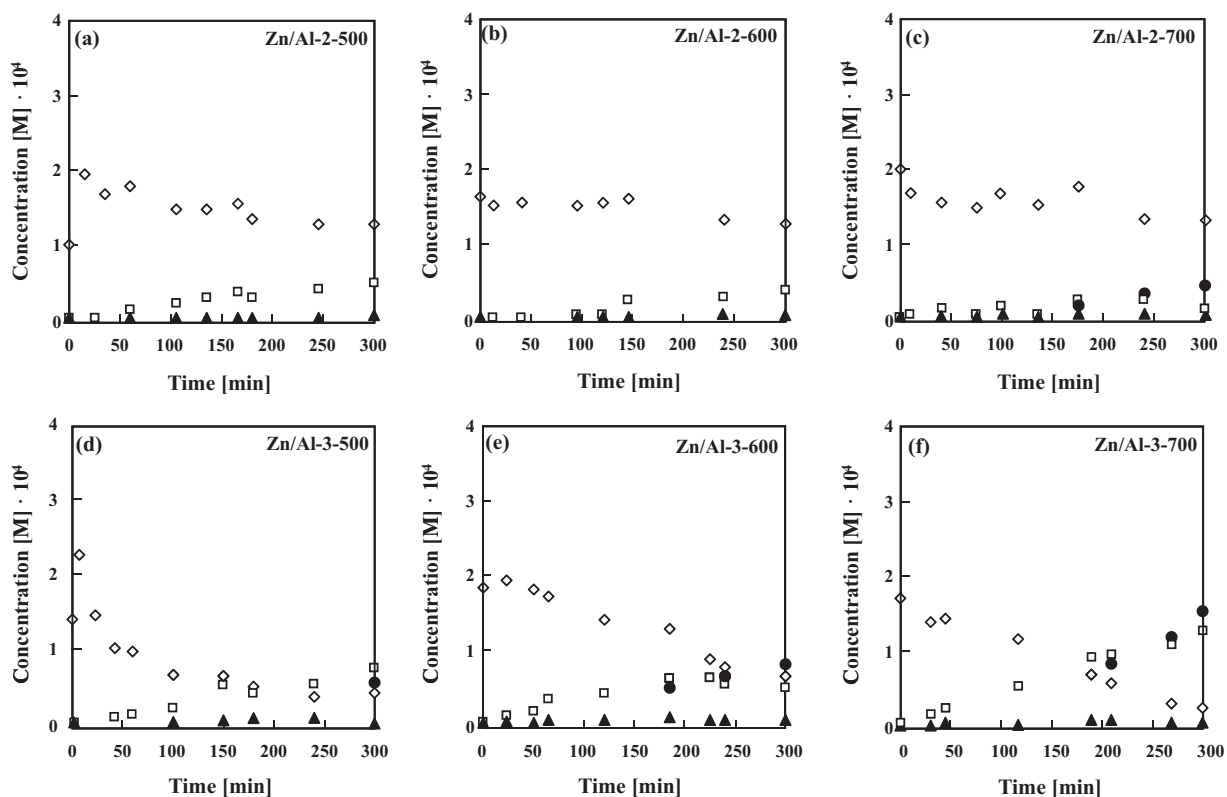 (a) Zn/Al-2-500
4
3
2
1
0
Concentration [M] · 10⁴
0 50 100 150 200 250 300
Time [min]
(b) Zn/Al-2-600
4
3
2
1
0
Concentration [M] · 10⁴
0 50 100 150 200 250 300
Time [min]
(c) Zn/Al-2-700
4
3
2
1
0
Concentration [M] · 10⁴
0 50 100 150 200 250 300
Time [min]
(d) Zn/Al-3-500
4
3
2
1
0
Concentration [M] · 10⁴
0 50 100 150 200 250 300
Time [min]
(e) Zn/Al-3-600
4
3
2
1
0
Concentration [M] · 10⁴
0 50 100 150 200 250 300
Time [min]
(f) Zn/Al-3-700
4
3
2
1
0
Concentration [M] · 10⁴
0 50 100 150 200 250 300
Time [min]